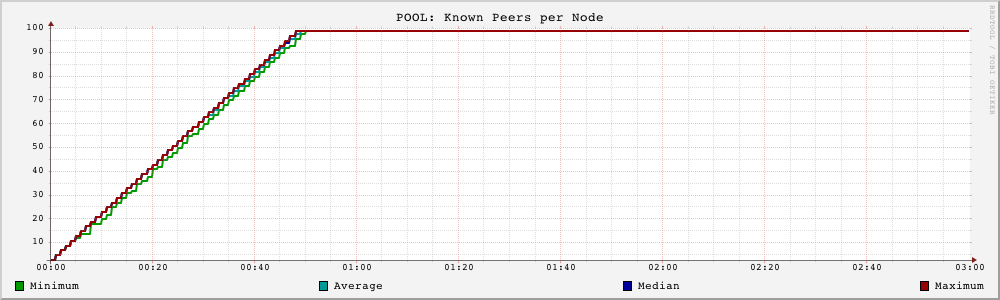 POOL: Known Peers per Node
RRDTOOL / TOBI OETIKER
100
90
80
70
60
50
40
30
20
10
00:00 00:20 00:40 01:00 01:20 01:40 02:00 02:20 02:40 03:00
Minimum Average Median Maximum